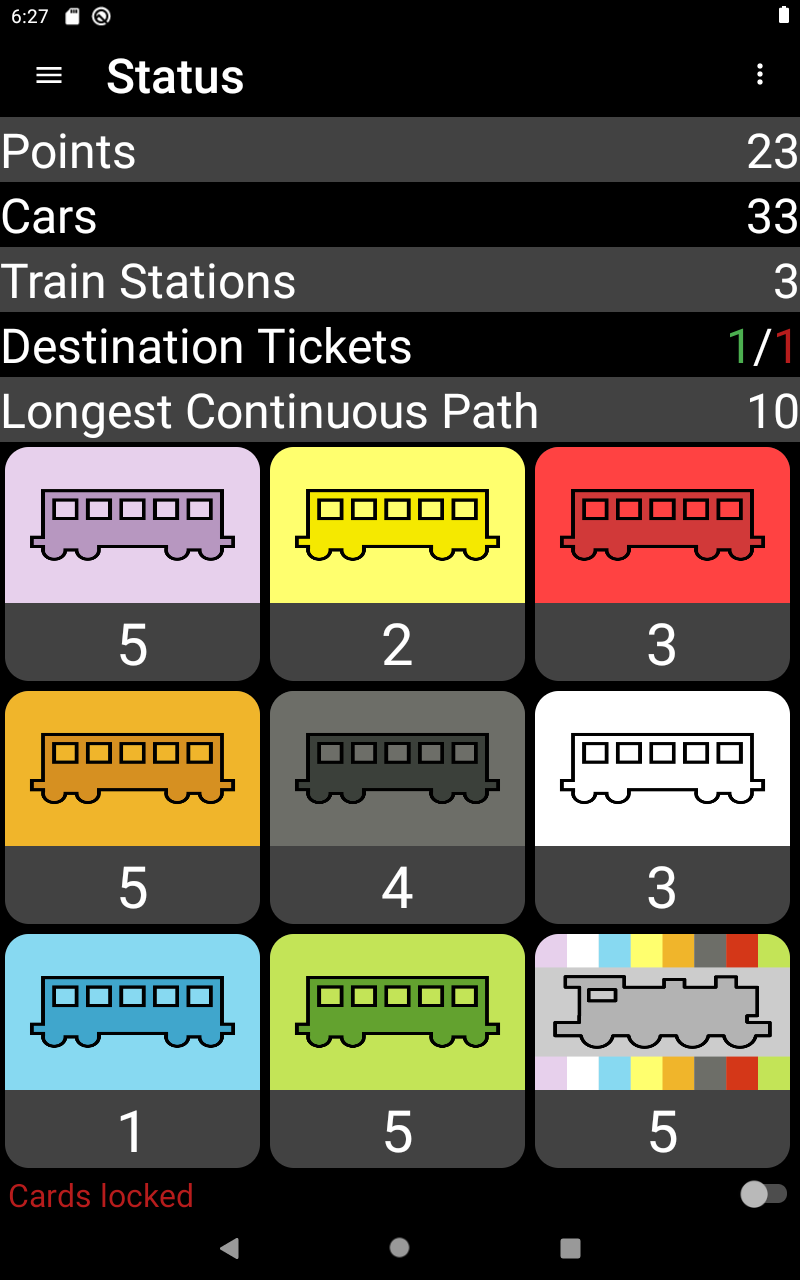 6:27
Status
Points 23
Cars 33
Train Stations 3
Destination Tickets 1/1
Longest Continuous Path 10
5 2 3
5 4 3
1 5 5
Cards locked